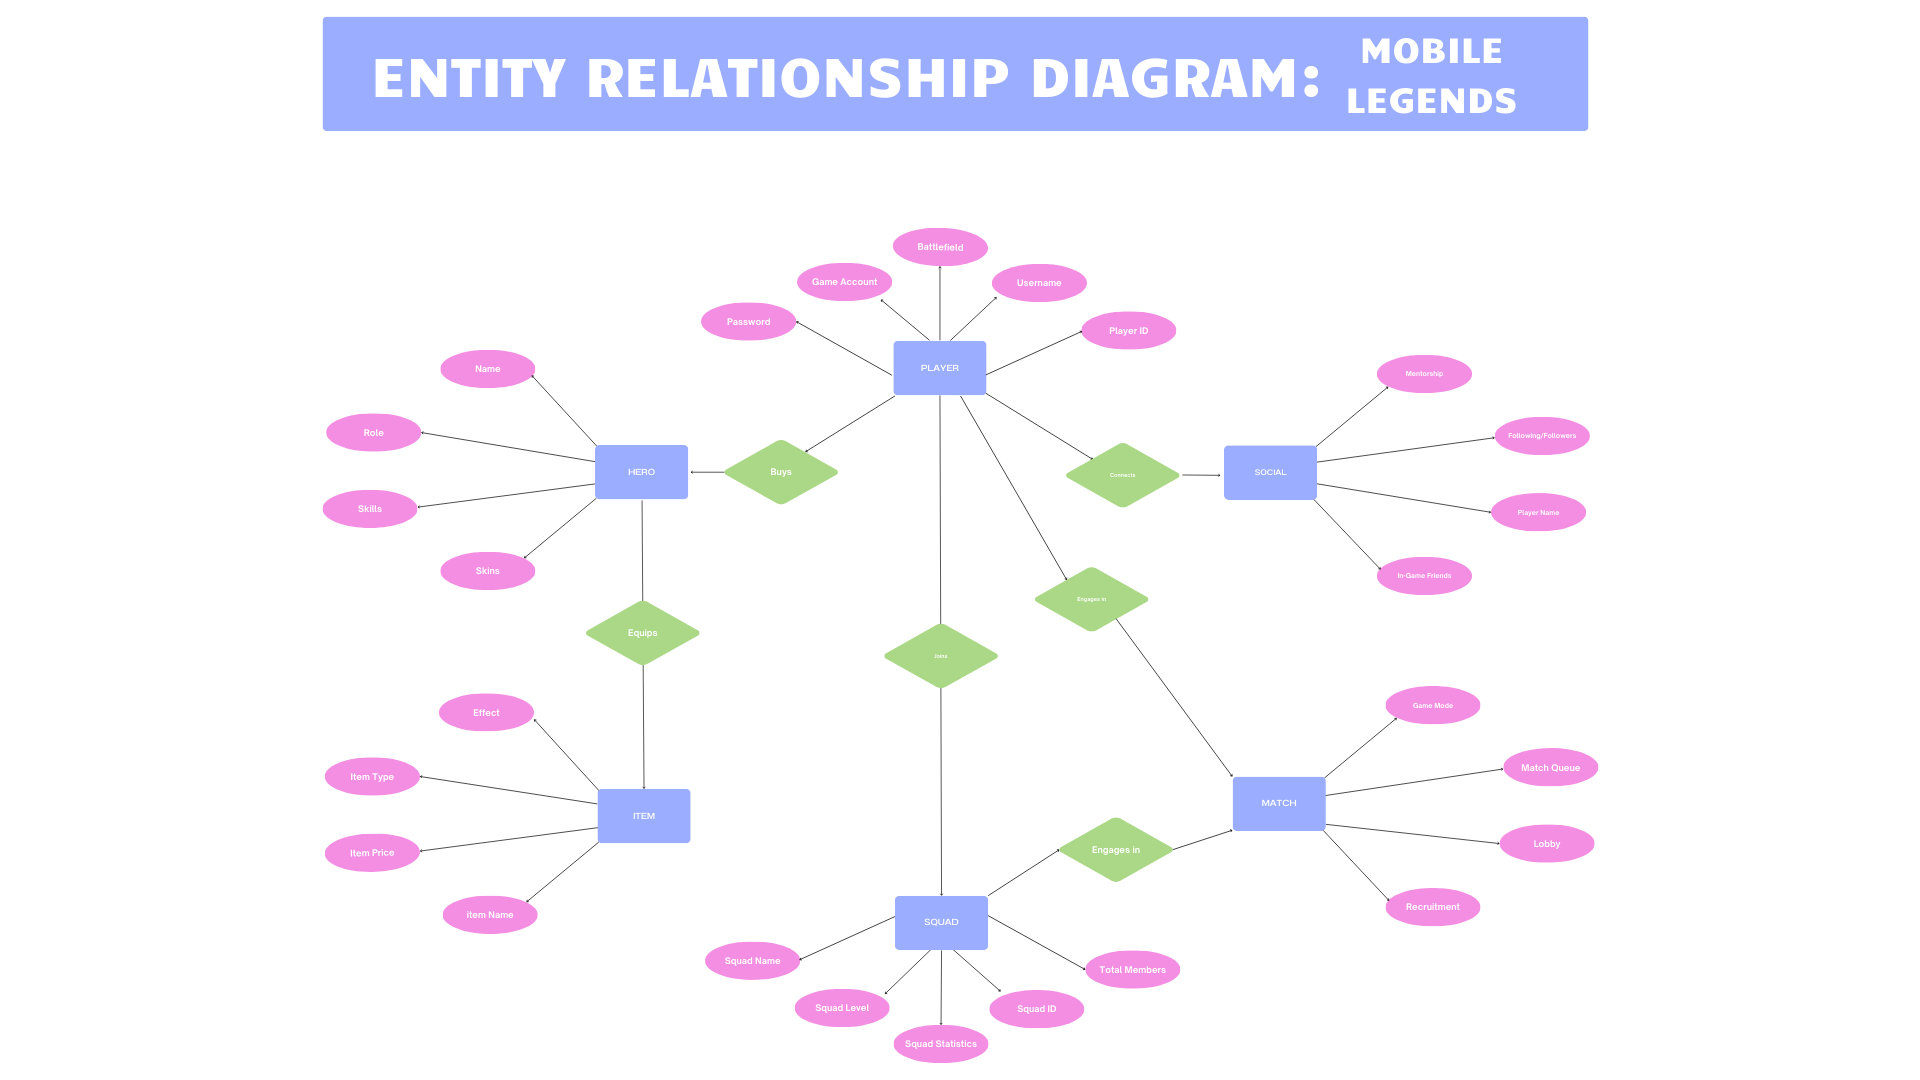 ENTITY RELATIONSHIP DIAGRAM:
MOBILE
LEGENDS
Battlefield
Game Account
Username
Password
Player ID
PLAYER
Name
Mentorship
Role
Following/Followers
HERO
Buys
Connects
SOCIAL
Skills
Player Name
Skins
In-Game Friends
Engages in
Equips
Joins
Effect
Game Mode
Item Type
Match Queue
ITEM
MATCH
Item Price
Engages in
Lobby
item Name
Recruitment
SQUAD
Squad Name
Total Members
Squad Level
Squad ID
Squad Statistics